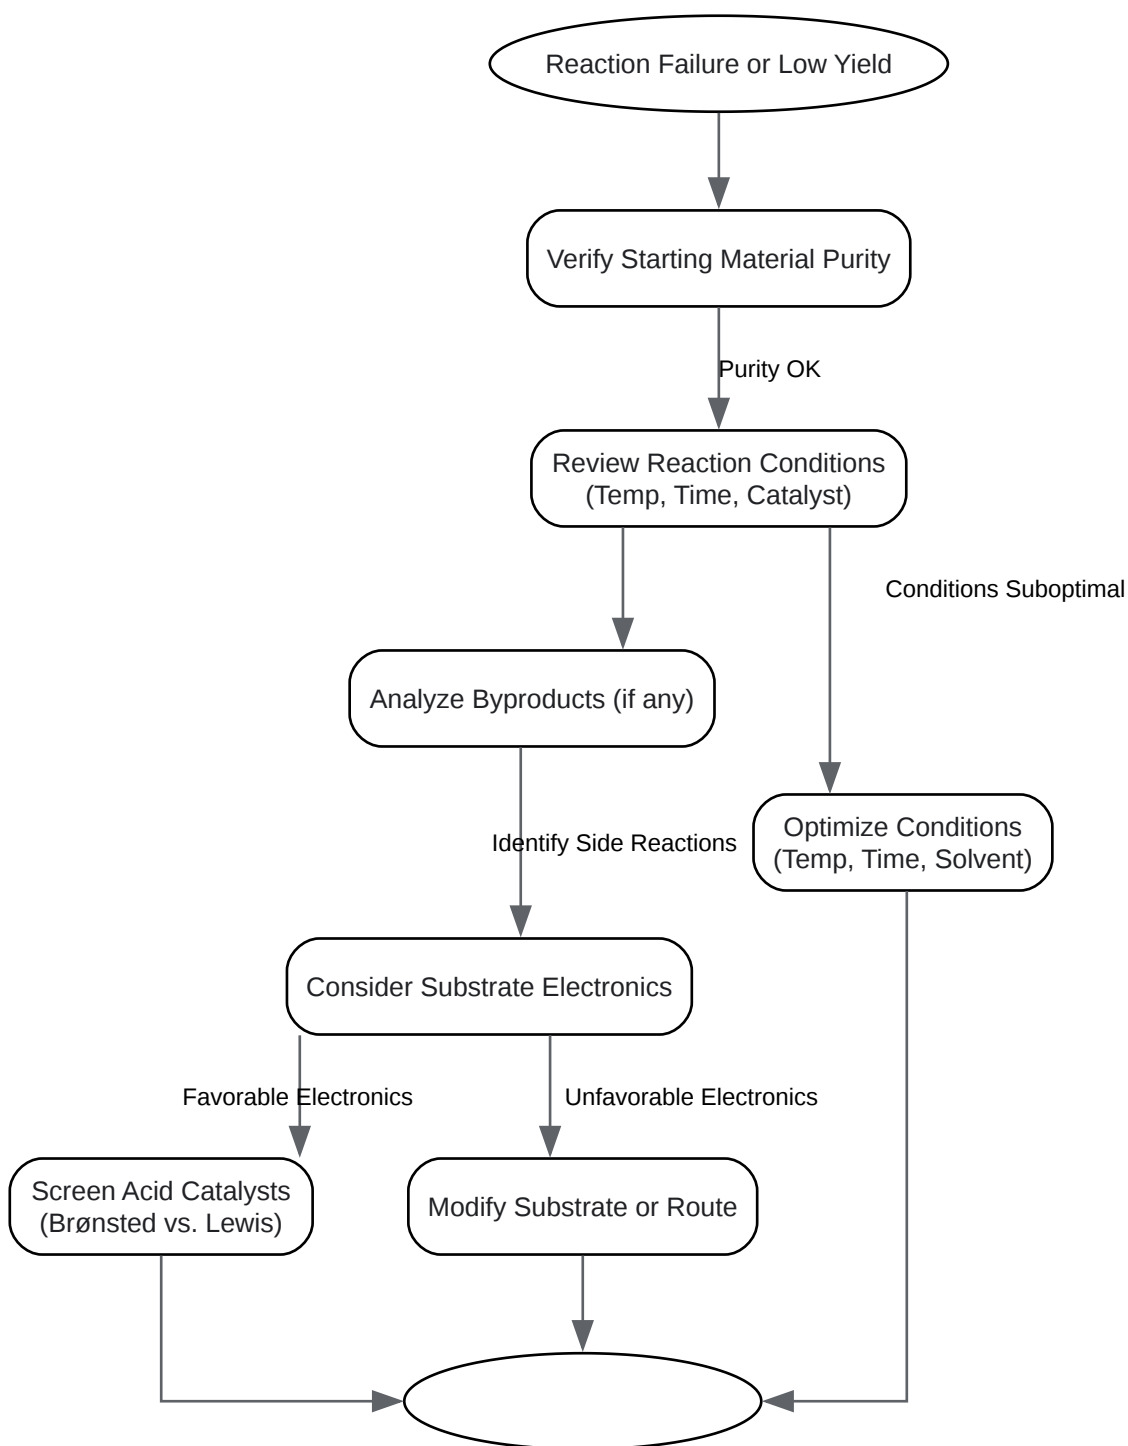 Reaction Failure or Low Yield
Verify Starting Material Purity
Purity OK
Review Reaction Conditions
(Temp, Time, Catalyst)
Conditions Suboptimal
Analyze Byproducts (if any)
Optimize Conditions
(Temp, Time, Solvent)
Identify Side Reactions
Consider Substrate Electronics
Favorable Electronics
Unfavorable Electronics
Screen Acid Catalysts
(Brønsted vs. Lewis)
Modify Substrate or Route